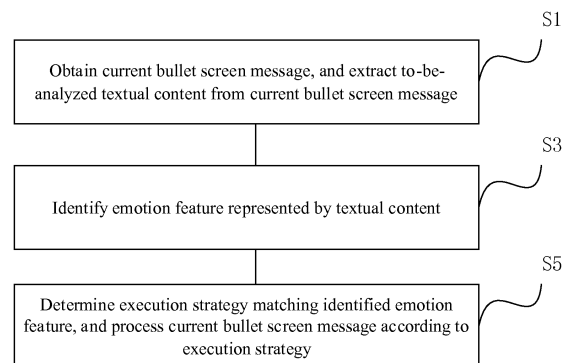 S1
Obtain current bullet screen message, and extract to-be-
analyzed textual content from current bullet screen message
S3
Identify emotion feature represented by textual content
S5
Determine execution strategy matching identified emotion
feature, and process current bullet screen message according to
execution strategy